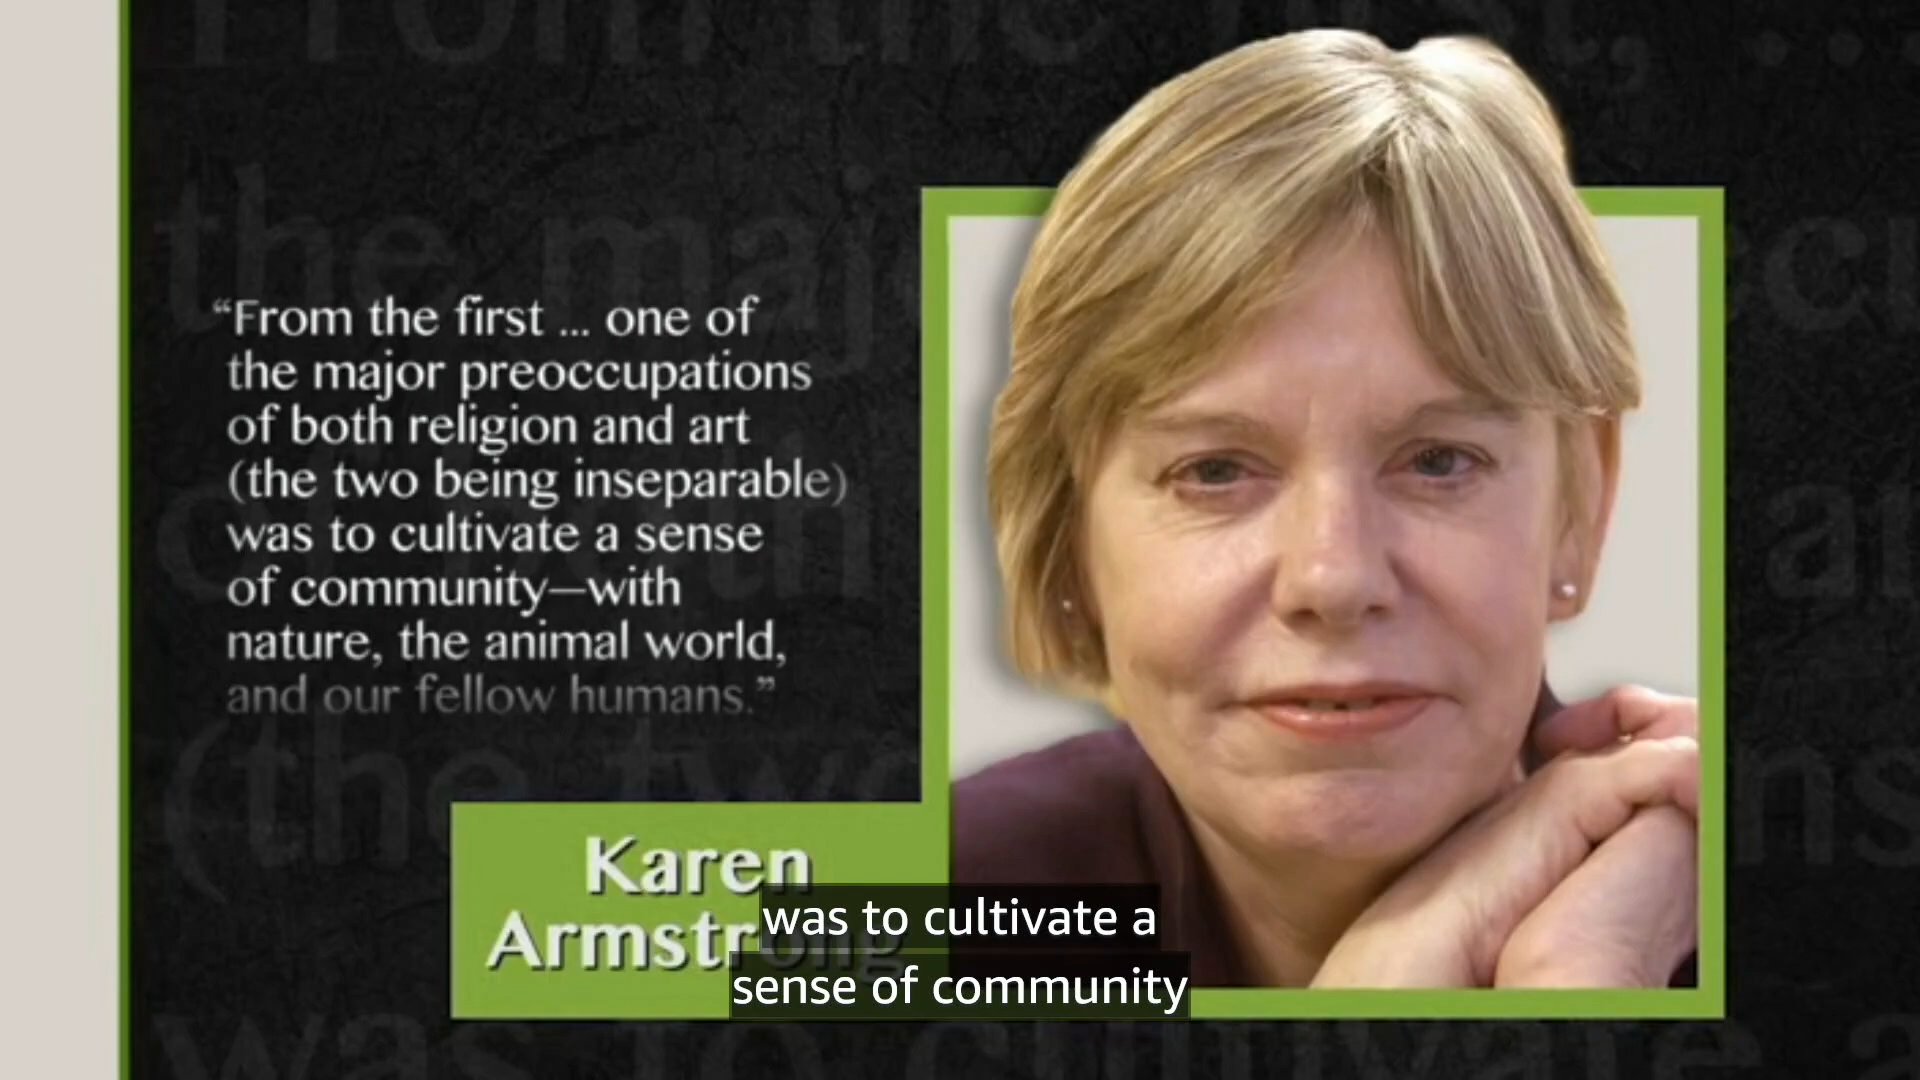 “From the first ... one of
the major preoccupations
of both religion and art
(the two being inseparable)
was to cultivate a sense
of community—with
nature, the animal world,
and our fellow humans.”
Karen
Armstrong
was to cultivate a
sense of community